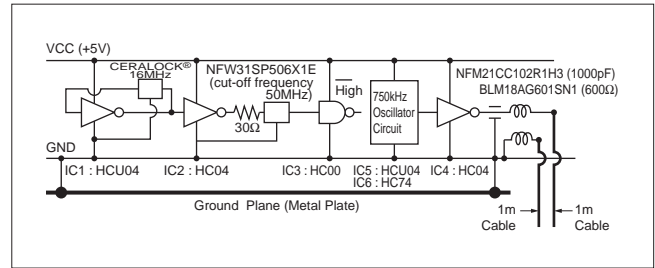 VCC (+5V)
CERALOCK®
16MHz
NFW31SP506X1E
(cut-off frequency
50MHz)
30Ω
High
750kHz
Oscillator
Circuit
NFM21CC102R1H3 (1000pF)
BLM18AG601SN1 (600Ω)
GND
IC1 : HCU04
IC2 : HC04
IC3 : HC00
IC5 : HCU04
IC6 : HC74
IC4 : HC04
Ground Plane (Metal Plate)
1m
Cable
1m
Cable